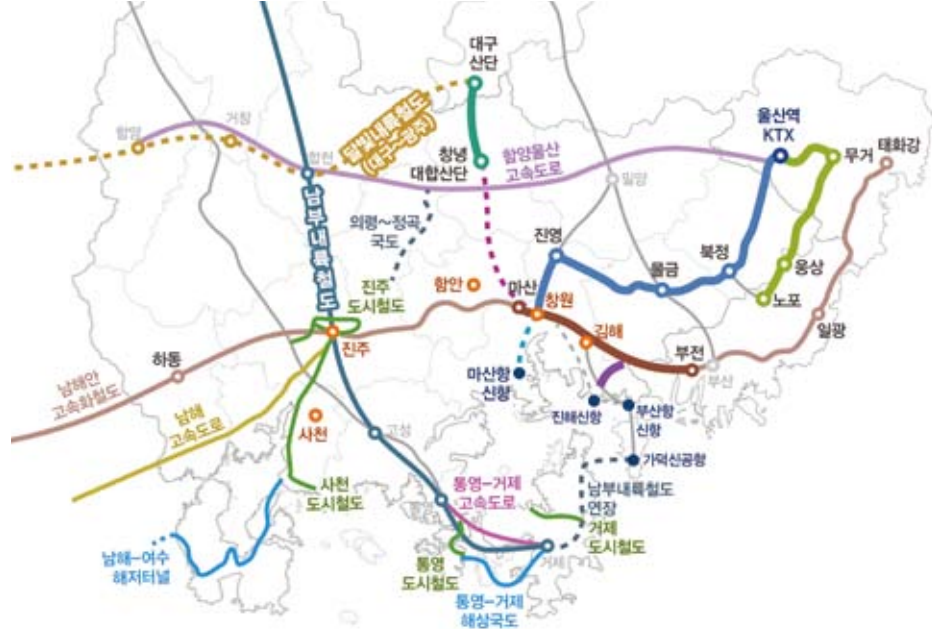 대구
산단
울산역
KTX
태화강
무거
거창
함양
합천
달빛내륙철도
(대구~광주)
창녕
대합산단
함양울산
고속도로
밀양
남부내륙철도
의령~정곡
국도
진영
북정
물금
웅상
노포
진주
도시철도
함안
마산
창원
김해
일광
진주
하동
부전
부산
남해안
고속화철도
마산항
신항
진해신항
부산항
신항
남해
고속도로
사천
고성
가덕신공항
사천
도시철도
통영-거제
고속도로
통영
남부내륙철도
연장
거제
도시철도
거제
남해-여수
해저터널
통영
도시철도
통영-거제
해상국도